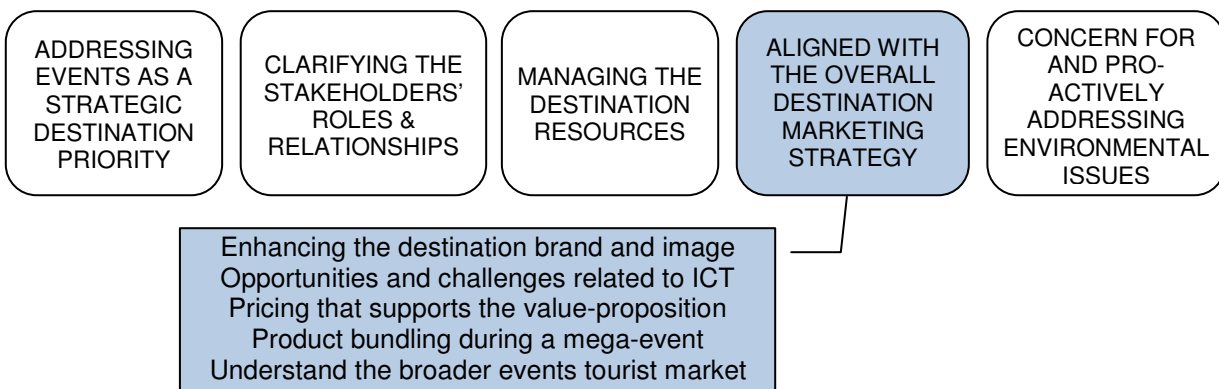 ADDRESSING
EVENTS AS A
STRATEGIC
DESTINATION
PRIORITY
CLARIFYING THE
STAKEHOLDERS'
ROLES &
RELATIONSHIPS
MANAGING THE
DESTINATION
RESOURCES
ALIGNED WITH
THE OVERALL
DESTINATION
MARKETING
STRATEGY
CONCERN FOR
AND PRO-
ACTIVELY
ADDRESSING
ENVIRONMENTAL
ISSUES
Enhancing the destination brand and image
Opportunities and challenges related to ICT
Pricing that supports the value-proposition
Product bundling during a mega-event
Understand the broader events tourist market